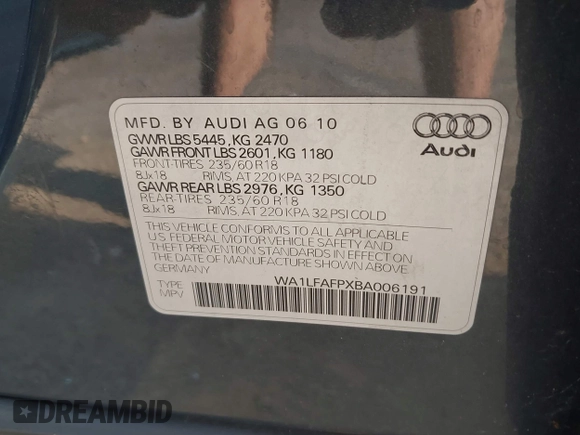 MFD. BY AUDI AG 06 10
GVWR LBS 5445, KG 2470
GAWR FRONT LBS 2601, KG 1180
FRONT-TIRES 235/60 R18
8Jx18 RIMS, AT 220 KPA 32 PSI COLD
GAWR REAR LBS 2976, KG 1350
REAR-TIRES 235/60 R18
8Jx18 RIMS, AT 220 KPA 32 PSI COLD
THIS VEHICLE CONFORMS TO ALL APPLICABLE
U.S. FEDERAL MOTOR VEHICLE SAFETY AND
THEFT PREVENTION STANDARDS IN EFFECT ON
THE DATE OF MANUFACTURE SHOWN ABOVE
GERMANY
Audi
TYPE
MPV
WA1LFAFPXBA006191
DREAMBID